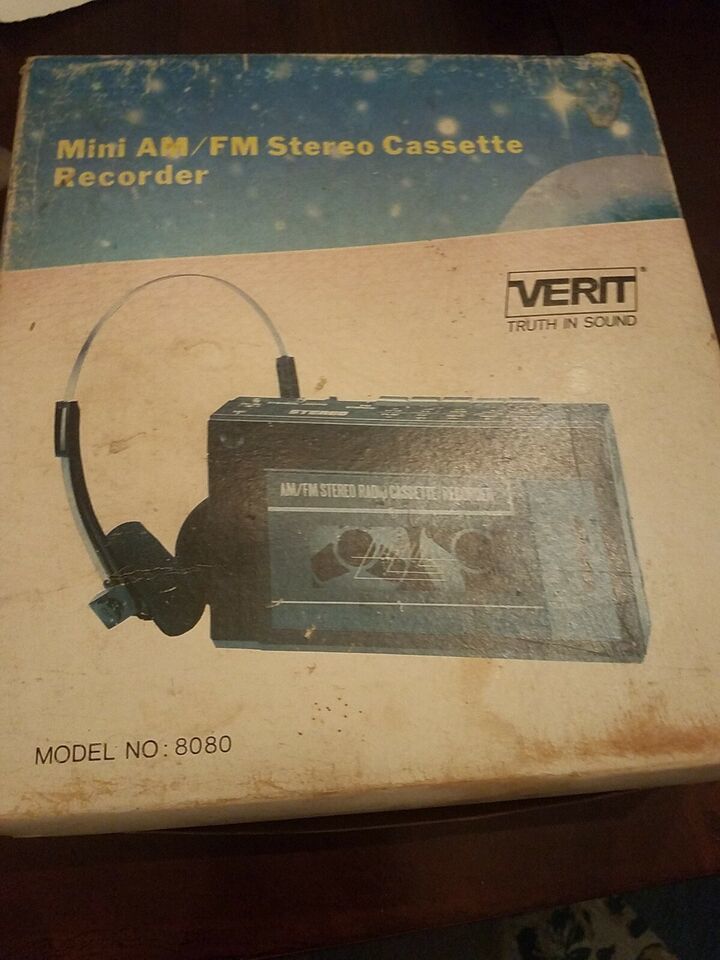 Mini AM/FM Stereo Cassette
Recorder
VERIT®
TRUTH IN SOUND
STEREO
AM/FM STEREO RADIO CASSETTE RECORDER
MODEL NO: 8080